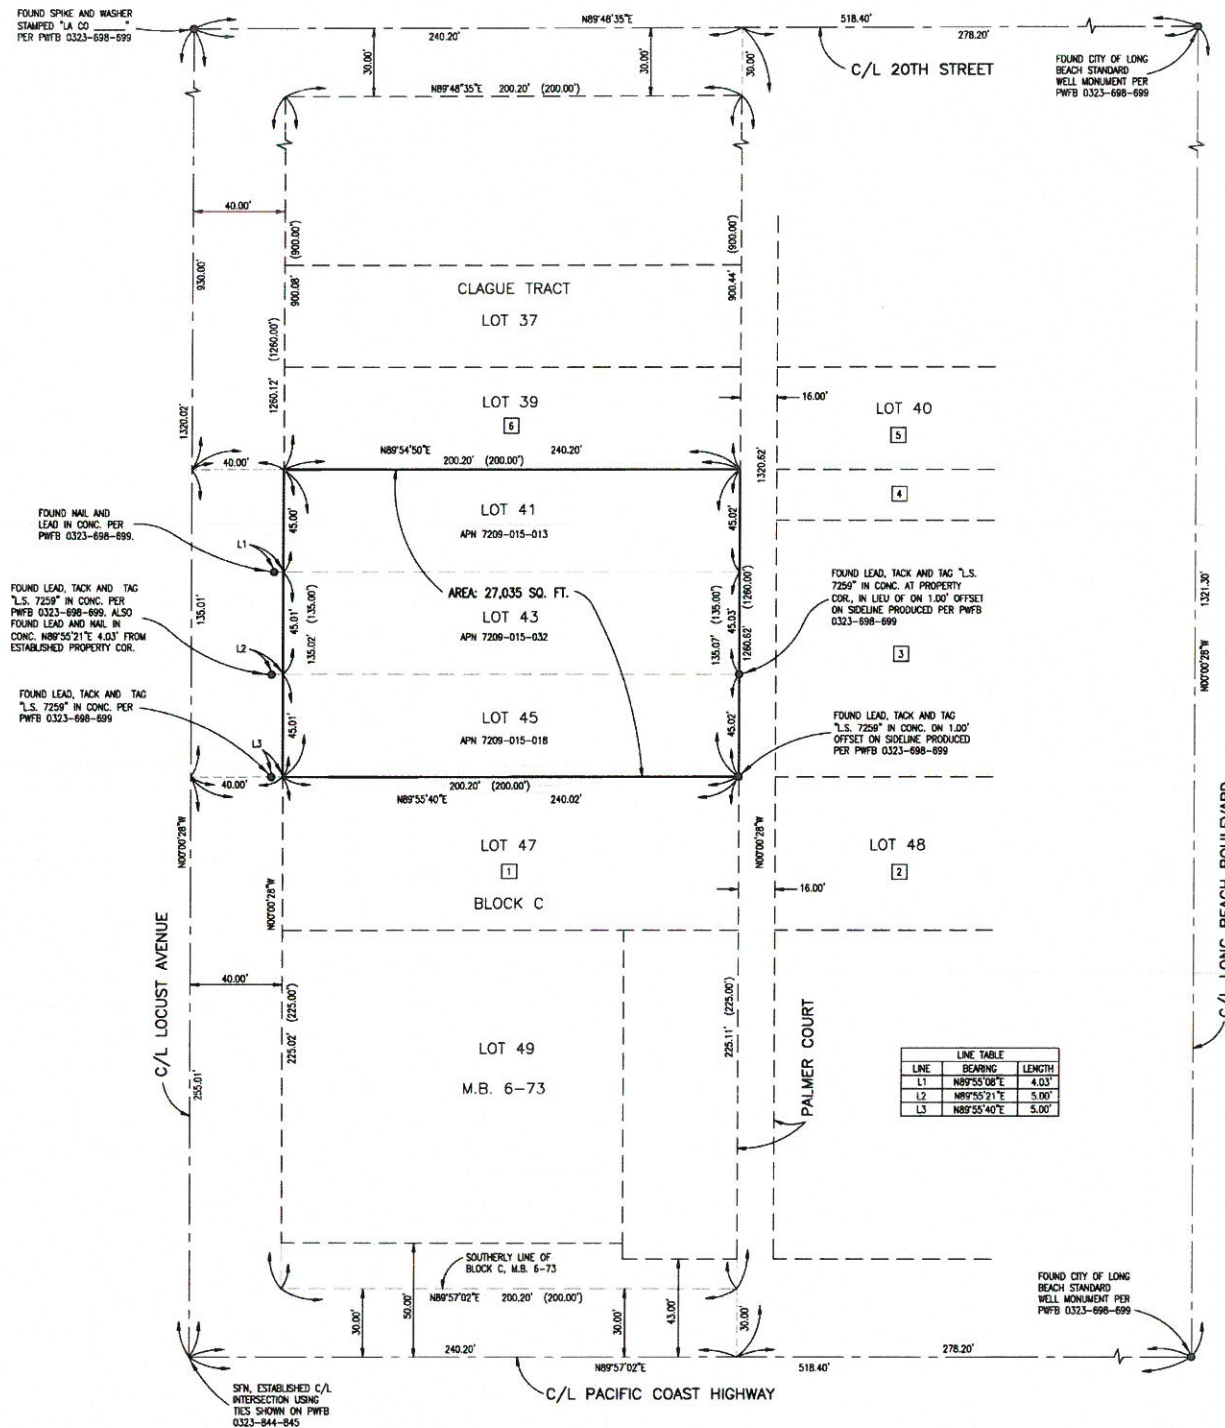 FOUND SPIKE AND WASHER
STAMPED "LA CO ______"
PER PWFB 0323-698-699
N89°48'35"E
518.40'
240.20'
278.20'
30.00'
30.00'
30.00'
C/L 20TH STREET
FOUND CITY OF LONG
BEACH STANDARD
WELL MONUMENT PER
PWFB 0323-698-699
N89°48'35"E 200.20' (200.00')
40.00'
930.00'
(900.00')
900.08'
(900.00')
900.44'
CLAGUE TRACT
LOT 37
(1260.00')
1260.12'
1320.02'
LOT 39
6
16.00'
LOT 40
5
N89°54'50"E
240.20'
200.20' (200.00')
40.00'
1320.62'
4
LOT 41
APN 7209-015-013
45.00'
45.02'
FOUND NAIL AND
LEAD IN CONC. PER
PWFB 0323-698-699.
L1
FOUND LEAD, TACK AND TAG
"L.S. 7259" IN CONC. PER
PWFB 0323-698-699. ALSO
FOUND LEAD AND NAIL IN
CONC. N89°55'21"E 4.03' FROM
ESTABLISHED PROPERTY COR.
135.01'
45.01'
(135.00')
135.02'
AREA: 27,035 SQ. FT.
LOT 43
APN 7209-015-032
(135.00')
135.07'
45.03'
(1260.00')
1260.62'
FOUND LEAD, TACK AND TAG "L.S.
7259" IN CONC. AT PROPERTY
COR., IN LIEU OF ON 1.00' OFFSET
ON SIDELINE PRODUCED PER PWFB
0323-698-699
1321.30'
3
L2
N00°00'28"W
FOUND LEAD, TACK AND TAG
"L.S. 7259" IN CONC. PER
PWFB 0323-698-699
45.01'
LOT 45
APN 7209-015-018
45.02'
FOUND LEAD, TACK AND TAG
"L.S. 7259" IN CONC. ON 1.00'
OFFSET ON SIDELINE PRODUCED
PER PWFB 0323-698-699
L3
40.00'
200.20' (200.00')
N89°55'40"E
240.02'
N00°00'28"W
N00°00'28"W
N00°00'28"W
LOT 47
1
BLOCK C
16.00'
LOT 48
2
C/L LONG BEACH BOULEVARD
C/L LOCUST AVENUE
40.00'
(225.00')
225.02'
225.11' (225.00')
255.01'
LOT 49
M.B. 6-73
PALMER COURT
LINE TABLE
LINE BEARING LENGTH
L1 N89°55'08"E 4.03'
L2 N89°55'21"E 5.00'
L3 N89°55'40"E 5.00'
SOUTHERLY LINE OF
BLOCK C, M.B. 6-73
N89°57'02"E 200.20' (200.00')
30.00'
50.00'
30.00'
43.00'
30.00'
FOUND CITY OF LONG
BEACH STANDARD
WELL MONUMENT PER
PWFB 0323-698-699
240.20'
278.20'
N89°57'02"E
518.40'
C/L PACIFIC COAST HIGHWAY
SFN, ESTABLISHED C/L
INTERSECTION USING
TIES SHOWN ON PWFB
0323-844-845